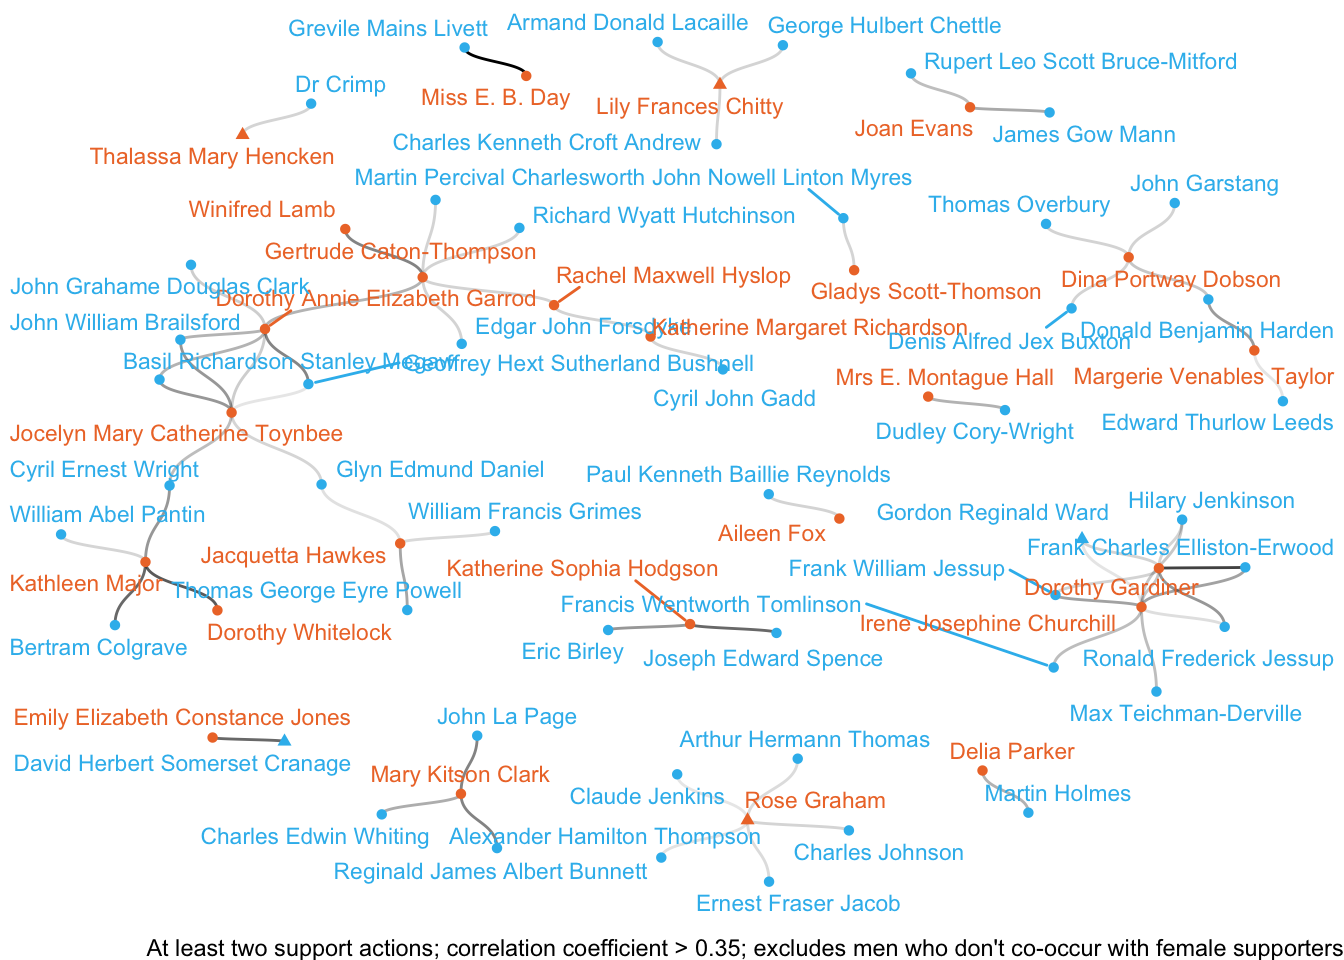 Grevile Mains Livett
Armand Donald Lacaille
George Hulbert Chettle
Rupert Leo Scott Bruce-Mitford
Dr Crimp
Miss E. B. Day
Lily Frances Chitty
Joan Evans
James Gow Mann
Thalassa Mary Hencken
Charles Kenneth Croft Andrew
Martin Percival Charlesworth
John Nowell Linton Myres
John Garstang
Winifred Lamb
Richard Wyatt Hutchinson
Thomas Overbury
Gertrude Caton-Thompson
Rachel Maxwell Hyslop
Dina Portway Dobson
John Grahame Douglas Clark
Dorothy Annie Elizabeth Garrod
Gladys Scott-Thomson
John William Brailsford
Edgar John Forsdyke
Katherine Margaret Richardson
Denis Alfred Jex Buxton
Donald Benjamin Harden
Basil Richardson Stanley Megaw
Geoffrey Hext Sutherland Bushnell
Mrs E. Montague Hall
Margerie Venables Taylor
Cyril John Gadd
Jocelyn Mary Catherine Toynbee
Dudley Cory-Wright
Edward Thurlow Leeds
Cyril Ernest Wright
Glyn Edmund Daniel
Paul Kenneth Baillie Reynolds
Hilary Jenkinson
William Abel Pantin
William Francis Grimes
Gordon Reginald Ward
Aileen Fox
Jacquetta Hawkes
Frank Charles Elliston-Erwood
Katherine Sophia Hodgson
Frank William Jessup
Kathleen Major
Thomas George Eyre Powell
Dorothy Gardiner
Francis Wentworth Tomlinson
Irene Josephine Churchill
Dorothy Whitelock
Bertram Colgrave
Eric Birley
Joseph Edward Spence
Ronald Frederick Jessup
Max Teichman-Derville
Emily Elizabeth Constance Jones
John La Page
Arthur Hermann Thomas
Delia Parker
David Herbert Somerset Cranage
Mary Kitson Clark
Claude Jenkins
Rose Graham
Martin Holmes
Charles Edwin Whiting
Alexander Hamilton Thompson
Charles Johnson
Reginald James Albert Bunnett
Ernest Fraser Jacob
At least two support actions; correlation coefficient > 0.35; excludes men who don't co-occur with female supporters